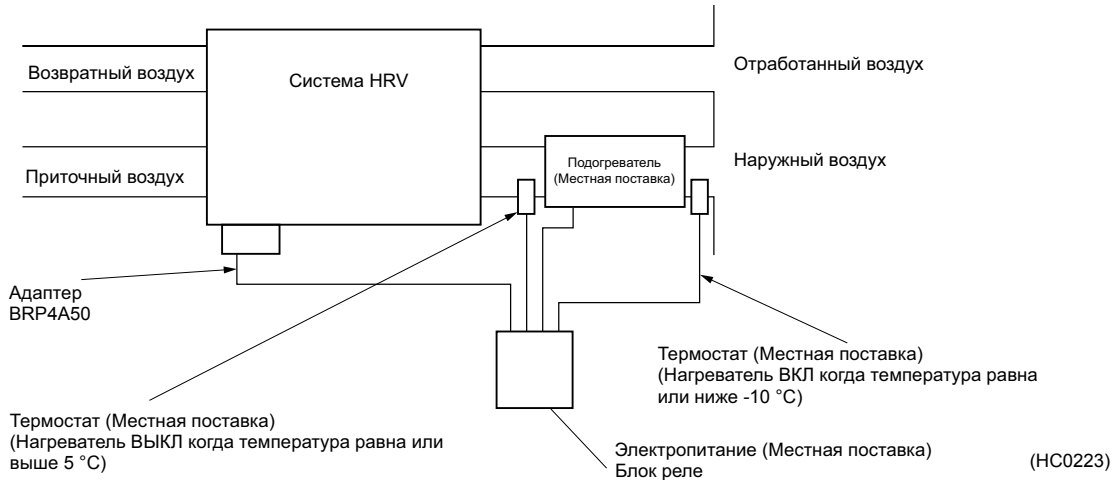 Возвратный воздух
Система HRV
Отработанный воздух
Приточный воздух
Подогреватель
(Местная поставка)
Наружный воздух
Адаптер
BRP4A50
Термостат (Местная поставка)
(Нагреватель ВКЛ когда температура равна
или ниже -10 °C)
Термостат (Местная поставка)
(Нагреватель ВЫКЛ когда температура равна или
выше 5 °C)
Электропитание (Местная поставка)
Блок реле
(HC0223)